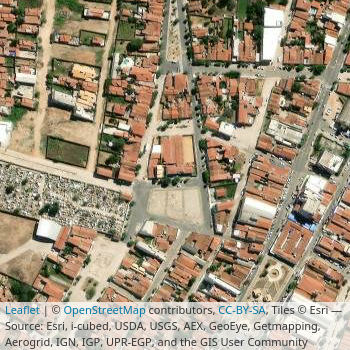 Leaflet | © OpenStreetMap contributors, CC-BY-SA, Tiles © Esri —
Source: Esri, i-cubed, USDA, USGS, AEX, GeoEye, Getmapping,
Aerogrid, IGN, IGP, UPR-EGP, and the GIS User Community